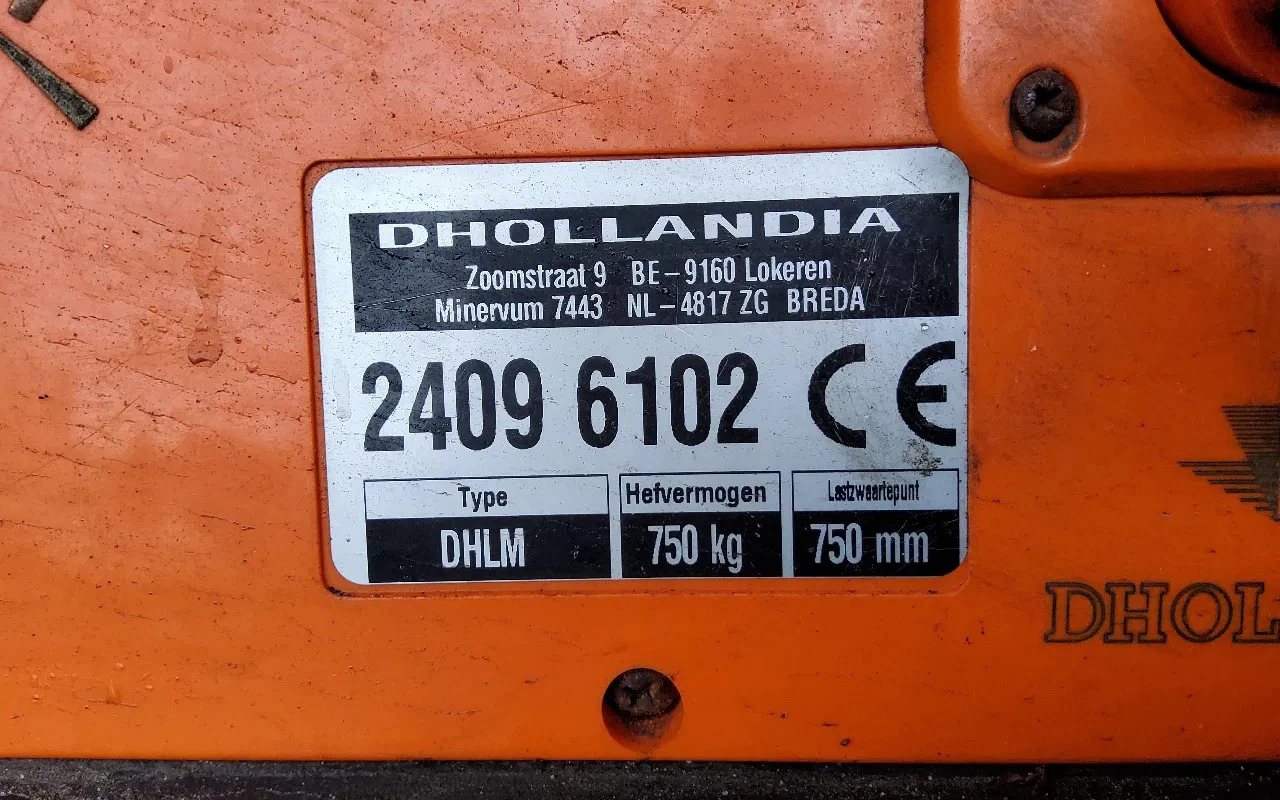 DHOLLANDIA
Zoomstraat 9 BE-9160 Lokeren
Minervum 7443 NL-4817 ZG BREDA
2409 6102 CE
Type Hefvermogen Lastzwaartepunt
DHLM 750 kg 750 mm
DHOL